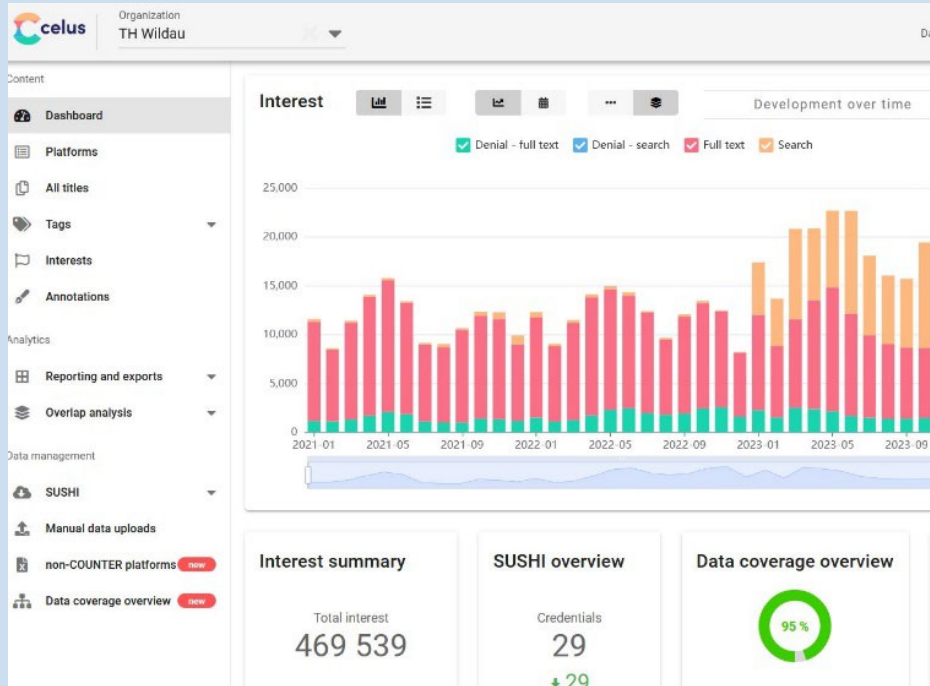 celus
Organization
TH Wildau
Content
Dashboard
Platforms
All titles
Tags
Interests
Annotations
Analytics
Reporting and exports
Overlap analysis
Data management
SUSHI
Manual data uploads
non-COUNTER platforms new
Data coverage overview new
Interest
Development over time
Denial - full text Denial - search Full text Search
25,000
20,000
15,000
10,000
5,000
0
2021-01 2021-05 2021-09 2022-01 2022-05 2022-09 2023-01 2023-05 2023-09
Interest summary
Total interest
469 539
SUSHI overview
Credentials
29
29
Data coverage overview
95 %